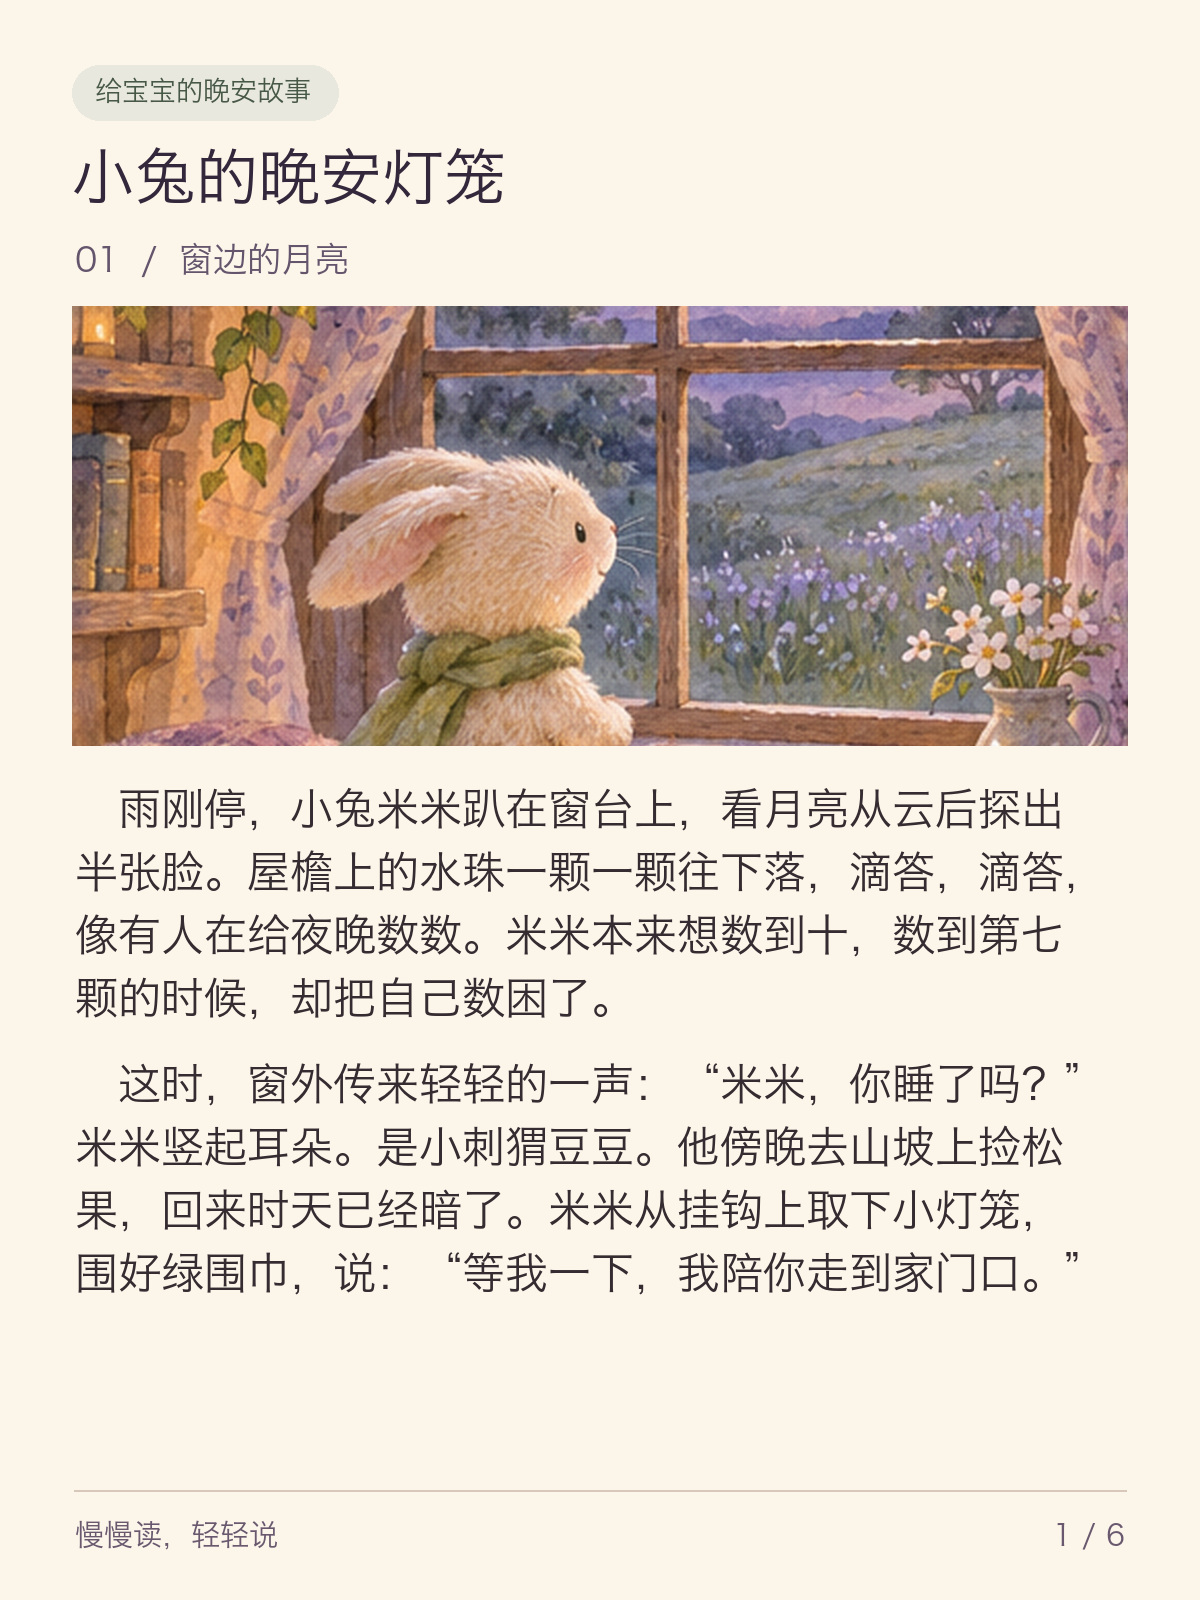 给宝宝的晚安故事
小兔的晚安灯笼
01 / 窗边的月亮
雨刚停，小兔米米趴在窗台上，看月亮从云后探出
半张脸。屋檐上的水珠一颗一颗往下落，滴答，滴答，
像有人在给夜晚数数。米米本来想数到十，数到第七
颗的时候，却把自己数困了。
这时，窗外传来轻轻的一声：“米米，你睡了吗？”
米米竖起耳朵。是小刺猬豆豆。他傍晚去山坡上捡松
果，回来时天已经暗了。米米从挂钩上取下小灯笼，
围好绿围巾，说：“等我一下，我陪你走到家门口。”
慢慢读，轻轻说
1 / 6